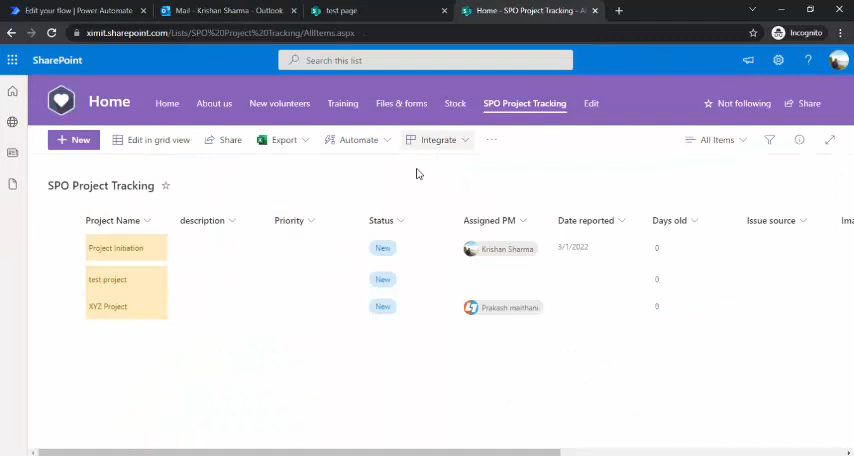 Edit your flow | Power Automate
Mail - Krishan Sharma - Outlook
test page
Home - SPO Project Tracking - Al
ximit.sharepoint.com/Lists/SPO%20Project%20Tracking/AllItems.aspx
Incognito
SharePoint
Search this list
Home
Home
About us
New volunteers
Training
Files & forms
Stock
SPO Project Tracking
Edit
Not following
Share
+ New
Edit in grid view
Share
Export
Automate
Integrate
...
All Items
SPO Project Tracking
Project Name description Priority Status Assigned PM Date reported Days old Issue source Ima
Project Initiation New Krishan Sharma 3/1/2022 0
test project New 0
XYZ Project New Prakash maithani 0